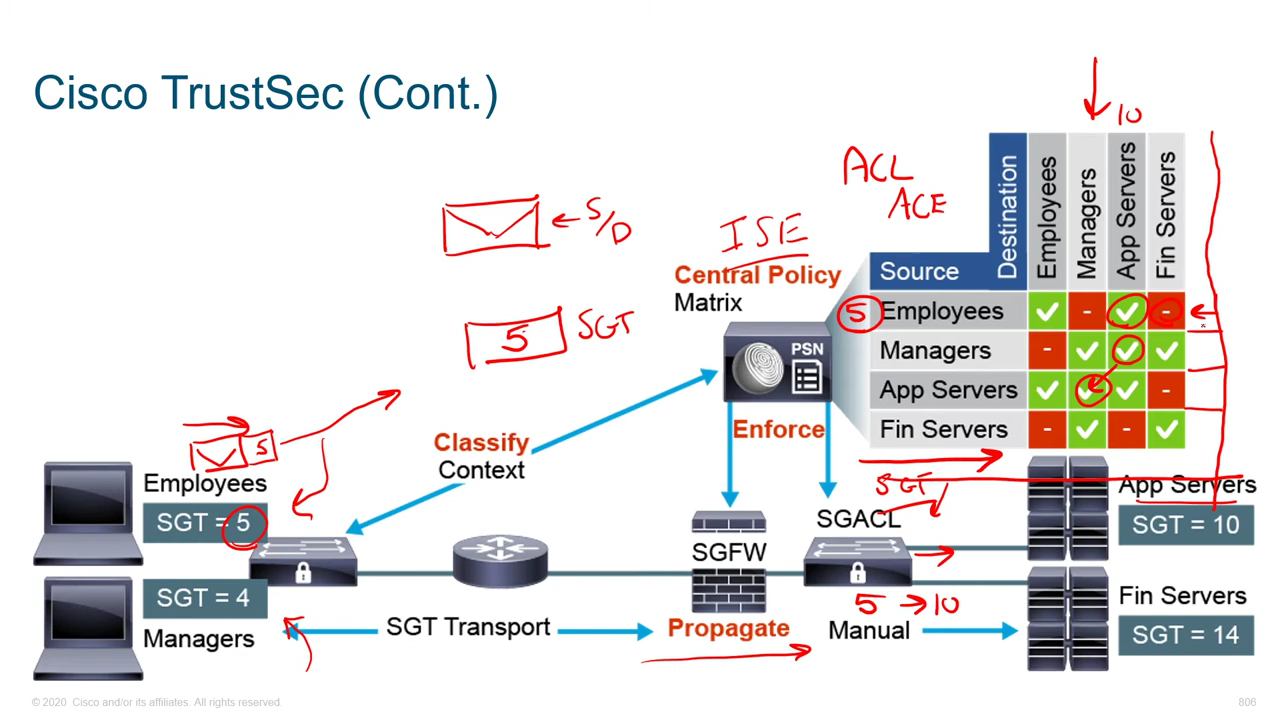 Cisco TrustSec (Cont.)
10
ACL
ACE
S/D
ISE
Central Policy
Matrix
Destination
Employees
Managers
App Servers
Fin Servers
Source
5 Employees ✓ - ✓ -
Managers - ✓ ✓ ✓
App Servers ✓ ✓ ✓ -
Fin Servers - ✓ - ✓
PSN
5 SGT
Classify
Context
Enforce
5
Employees
SGT = 5
SGT = 4
Managers
SGT
SGFW
SGACL
App Servers
SGT = 10
5 → 10
SGT Transport
Propagate
Manual
Fin Servers
SGT = 14
© 2020 Cisco and/or its affiliates. All rights reserved.
806